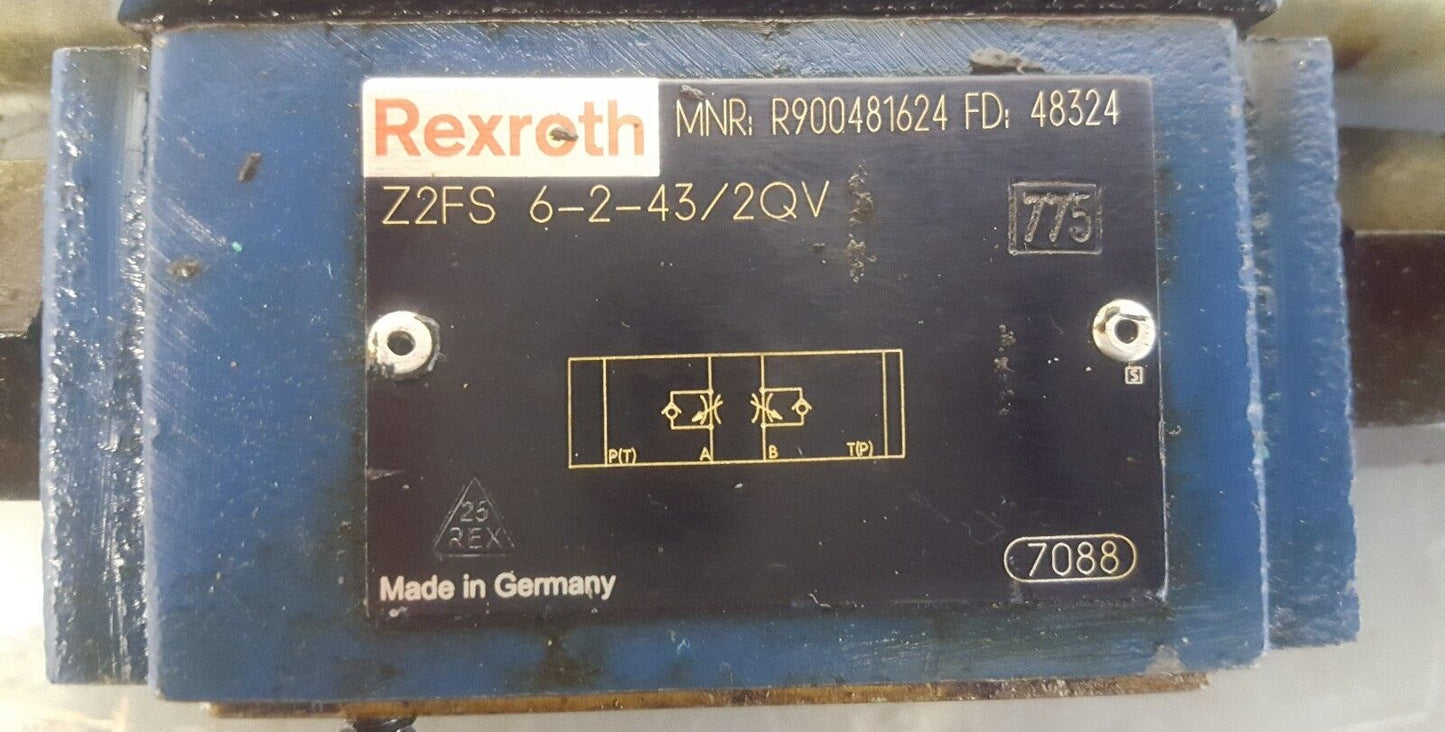 Rexroth MNR: R900481624 FD: 48324
Z2FS 6-2-43/2QV
775
S
P(T) A B T(P)
25
REX
7088
Made in Germany